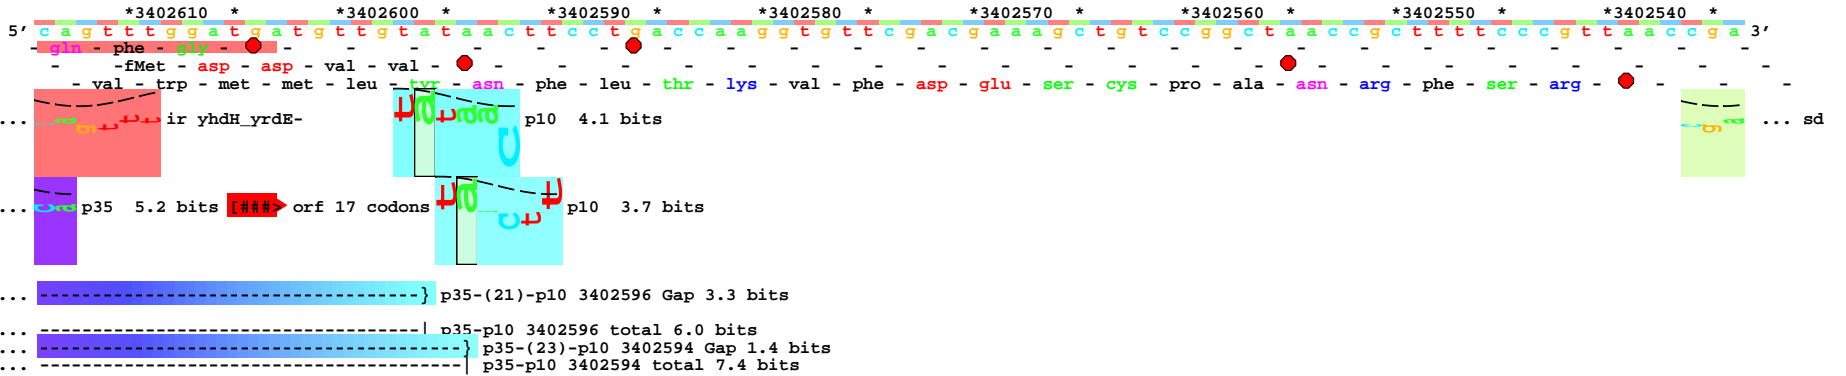 *3402610 * *3402600 * *3402590 * *3402580 * *3402570 * *3402560 * *3402550 * *3402540 *
5′ c a g t t t g g a t g a t g t t g t a t a a c t t c c t g a c c a a g g t g t t c g a c g a a a g c t g t c c g g c t a a c c g c t t t t c c c g t t a a c c g a 3′
- gln - phe - gly - - - - - - - - - - - - - - - - - - - - - - - - -
- -fMet - asp - asp - val - val - - - - - - - - - - - - - - - - - - - - - -
- val - trp - met - met - leu - tyr - asn - phe - leu - thr - lys - val - phe - asp - glu - ser - cys - pro - ala - asn - arg - phe - ser - arg - - - -
... c a g t t t ir yhdH_yrdE- t a t a a c p10 4.1 bits c g a ... sd
... c a p35 5.2 bits [###> orf 17 codons t a c t t p10 3.7 bits
... ------------------------------------} p35-(21)-p10 3402596 Gap 3.3 bits
... ------------------------------------| p35-p10 3402596 total 6.0 bits
... ----------------------------------------} p35-(23)-p10 3402594 Gap 1.4 bits
... ----------------------------------------| p35-p10 3402594 total 7.4 bits